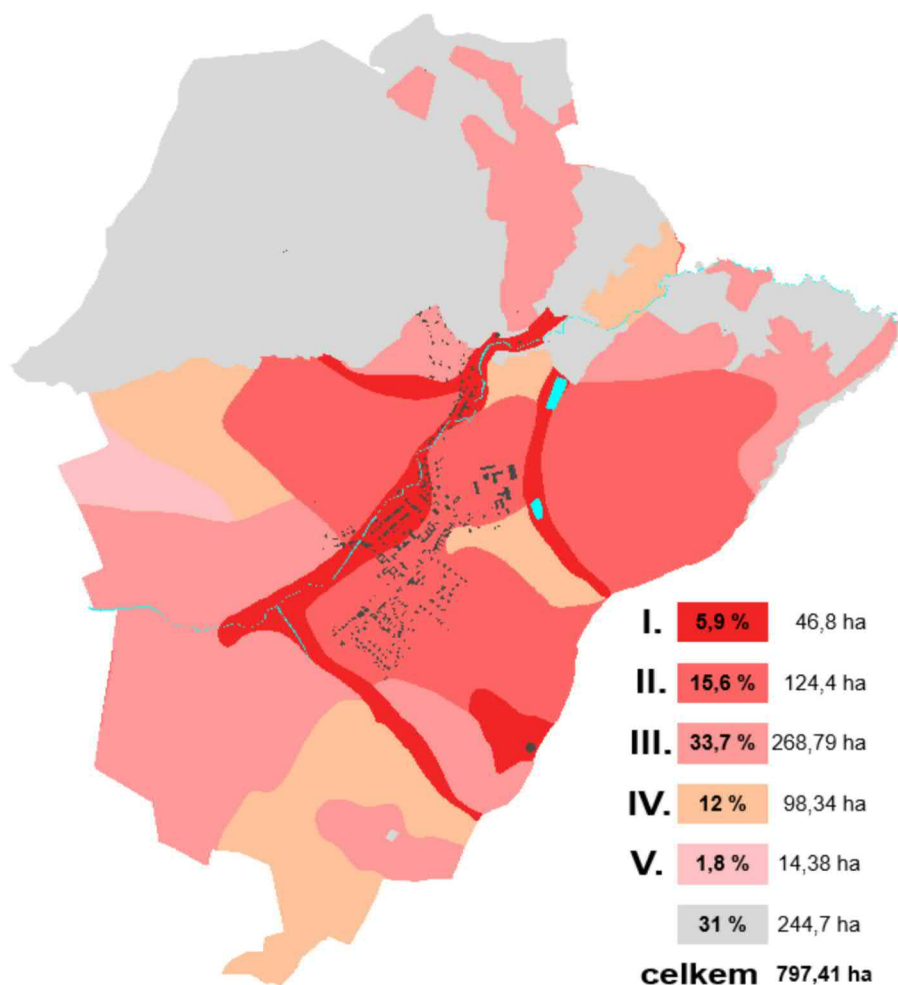 I. 5,9 % 46,8 ha
II. 15,6 % 124,4 ha
III. 33,7 % 268,79 ha
IV. 12 % 98,34 ha
V. 1,8 % 14,38 ha
31 % 244,7 ha
celkem 797,41 ha